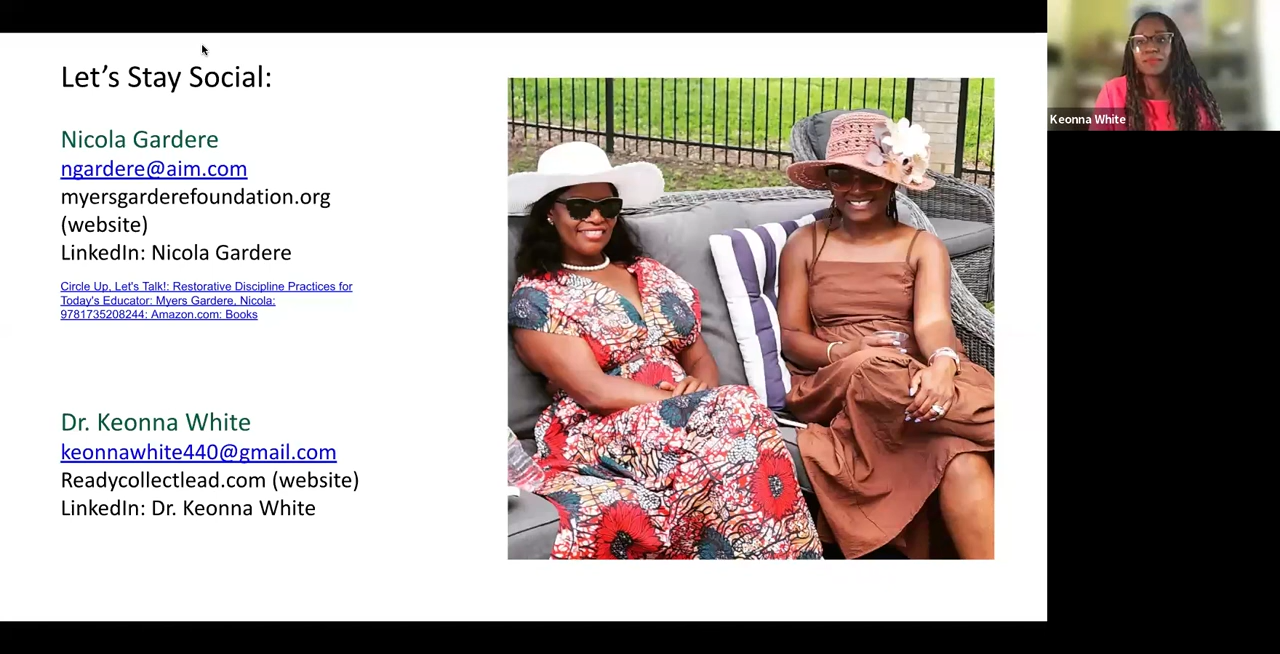 Let's Stay Social:
Nicola Gardere
ngardere@aim.com
myersgarderefoundation.org
(website)
LinkedIn: Nicola Gardere
Circle Up, Let's Talk!: Restorative Discipline Practices for
Today's Educator: Myers Gardere, Nicola:
9781735208244: Amazon.com: Books
Dr. Keonna White
keonnawhite440@gmail.com
Readycollectlead.com (website)
LinkedIn: Dr. Keonna White
Keonna White